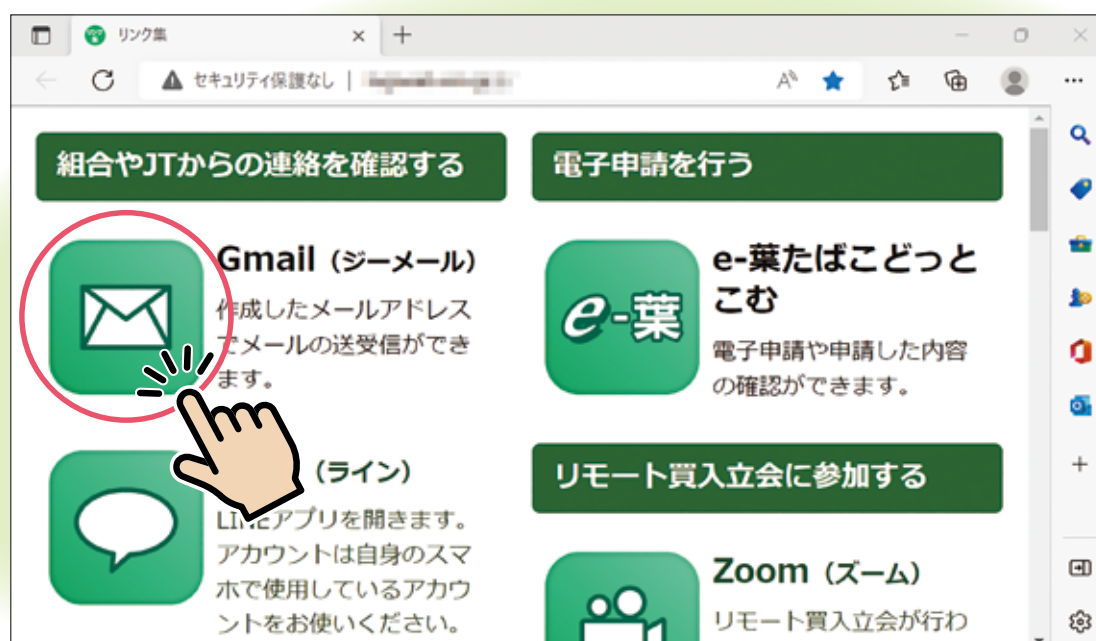 リンク集
セキュリティ保護なし
組合やJTからの連絡を確認する
Gmail（ジーメール）
作成したメールアドレス
でメールの送受信ができ
ます。
（ライン）
LINEアプリを開きます。
アカウントは自身のスマ
ホで使用しているアカウ
ントをお使いください。
電子申請を行う
e-葉
e-葉たばこどっと
こむ
電子申請や申請した内容
の確認ができます。
リモート買入立会に参加する
Zoom（ズーム）
リモート買入立会が行わ